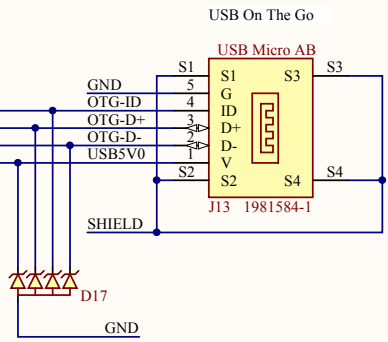 USB On The Go
USB Micro AB
S1 S1 S3 S3
GND 5 G
OTG-ID 4 ID
OTG-D+ 3 D+
OTG-D- 2 D-
USB5V0 1 V
S2 S2 S4 S4
SHIELD
J13 1981584-1
D17
GND